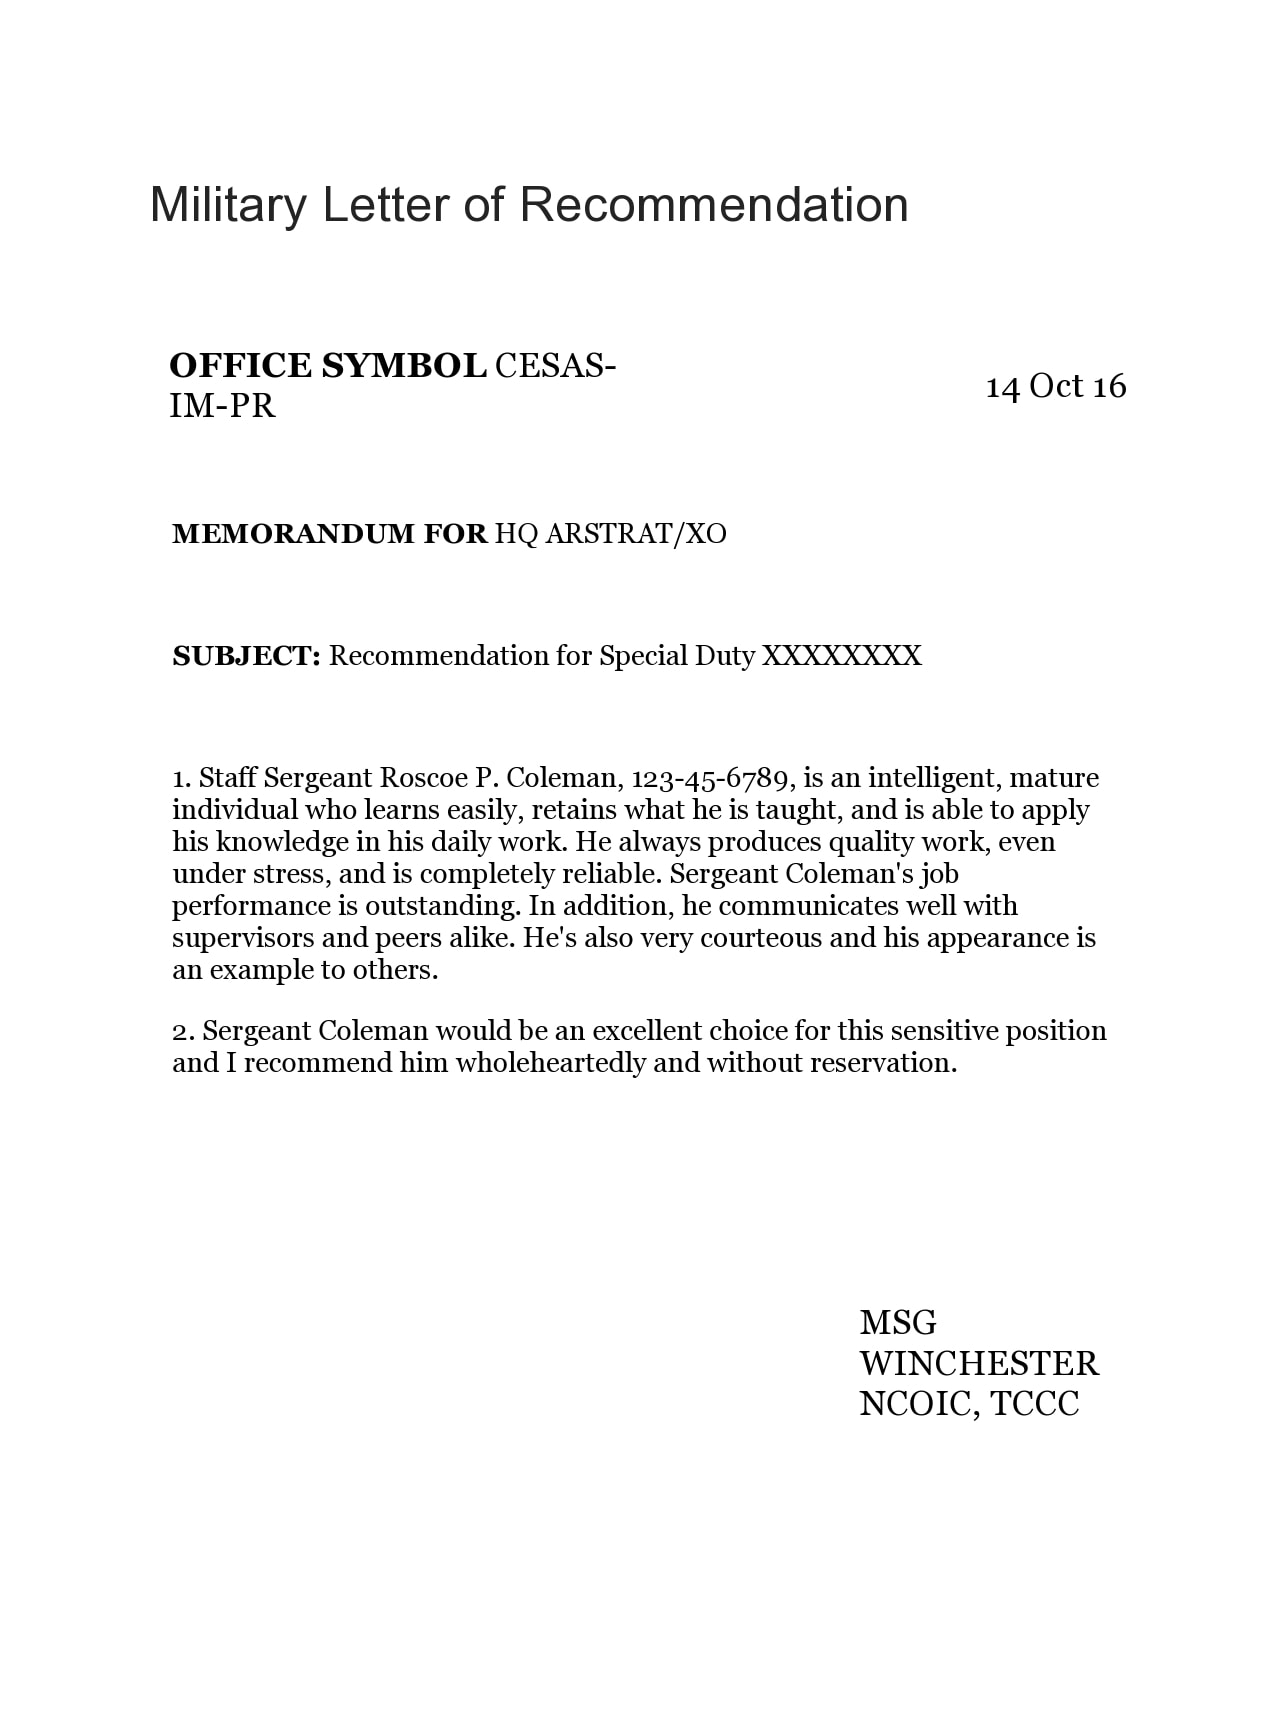 Military Letter of Recommendation
OFFICE SYMBOL CESAS-
IM-PR
14 Oct 16
MEMORANDUM FOR HQ ARSTRAT/XO
SUBJECT: Recommendation for Special Duty XXXXXXXX
1. Staff Sergeant Roscoe P. Coleman, 123-45-6789, is an intelligent, mature
individual who learns easily, retains what he is taught, and is able to apply
his knowledge in his daily work. He always produces quality work, even
under stress, and is completely reliable. Sergeant Coleman's job
performance is outstanding. In addition, he communicates well with
supervisors and peers alike. He's also very courteous and his appearance is
an example to others.
2. Sergeant Coleman would be an excellent choice for this sensitive position
and I recommend him wholeheartedly and without reservation.
MSG
WINCHESTER
NCOIC, TCCC